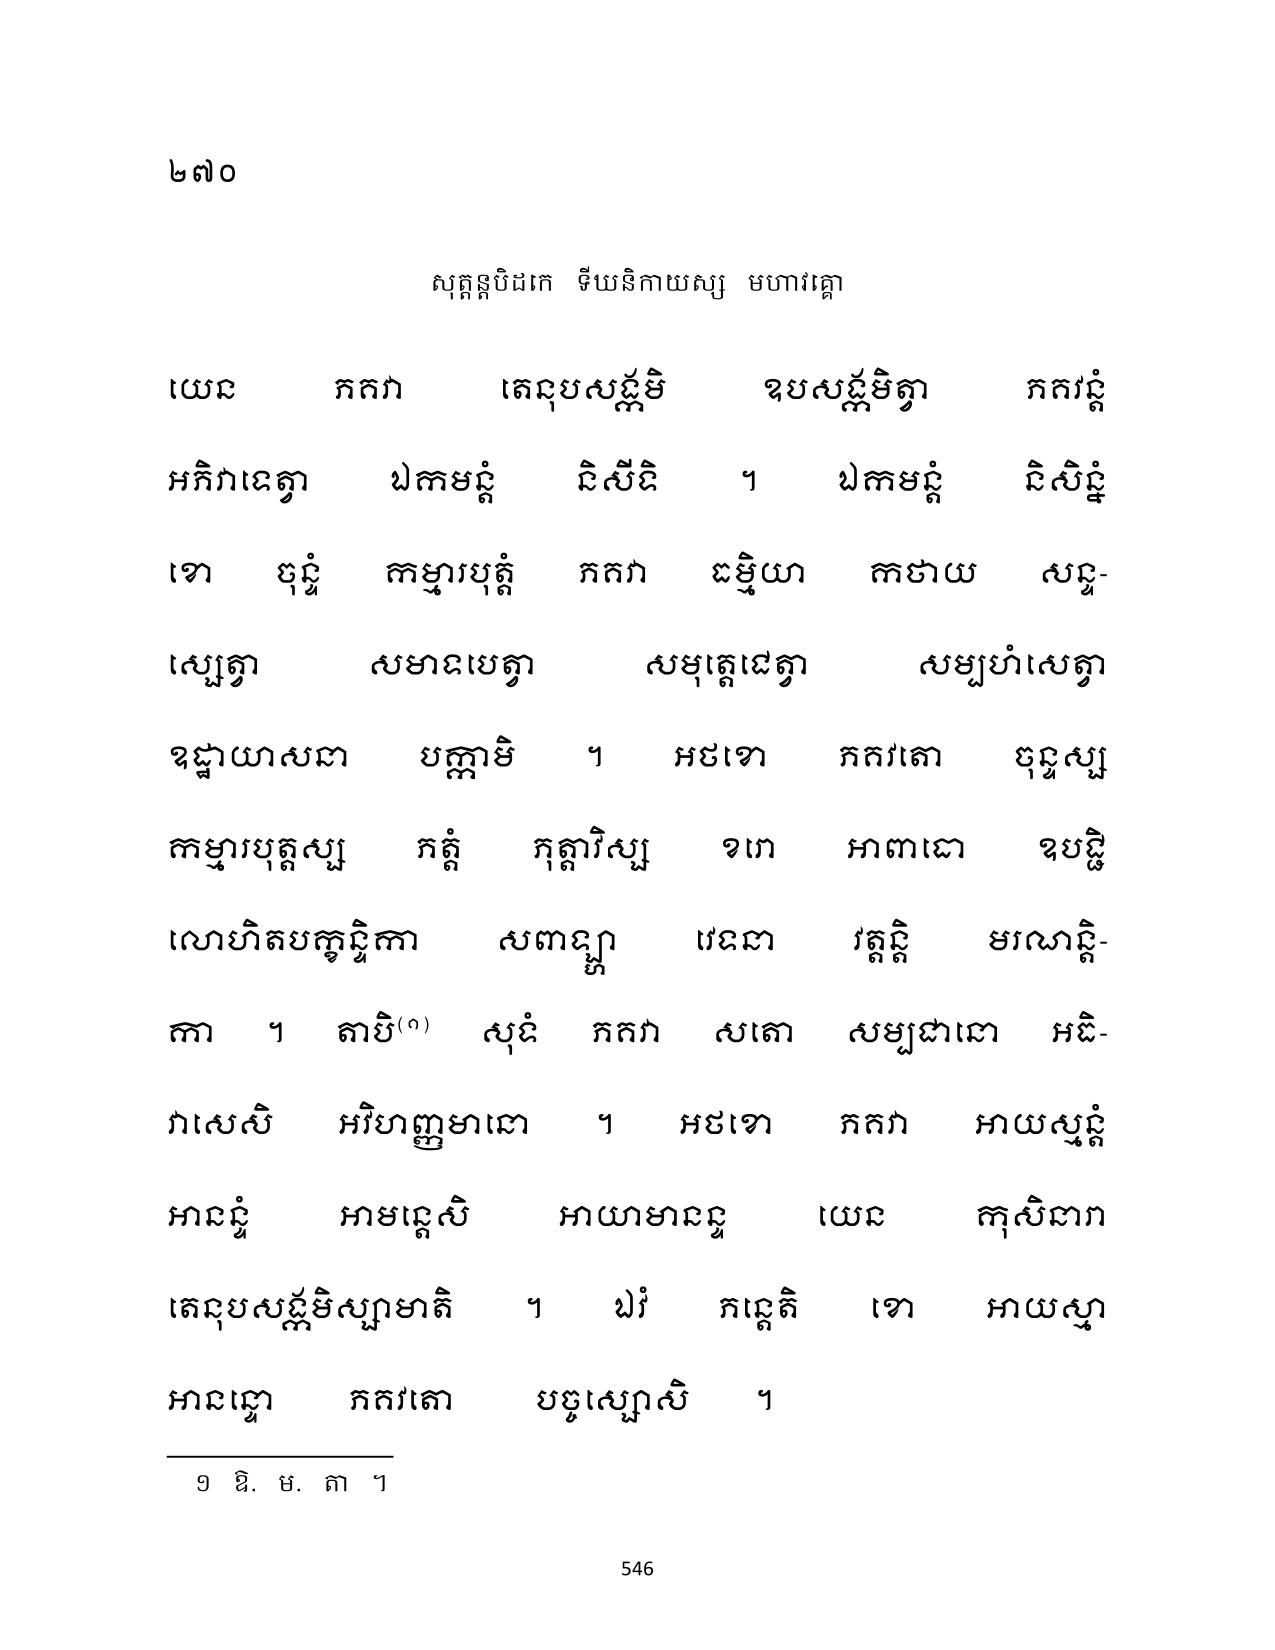 ២៧០
សុត្តន្តបិដកេ ទីឃនិកាយស្ស មហាវគ្គោ
យេន ភគវា តេនុបសង្កមិ ឧបសង្កមិត្វា ភគវន្តំ
អភិវាទេត្វា ឯកមន្តំ និសីទិ ។ ឯកមន្តំ និសិន្នំ
ខោ ចុន្ទំ កម្មារបុត្តំ ភគវា ធម្មិយា កថាយ សន្ទ-
ស្សេត្វា សមាទបេត្វា សមុត្តេជេត្វា សម្បហំសេត្វា
ឧដ្ឋាយាសនា បក្កាមិ ។ អថខោ ភគវតោ ចុន្ទស្ស
កម្មារបុត្តស្ស ភត្តំ ភុត្តាវិស្ស ខរោ អាពាធោ ឧបជ្ជិ
លោហិតបក្ខន្ទិកា សពាឡ្ហា វេទនា វត្តន្តិ មរណន្តិ-
កា ។ តាបិ(១) សុទំ ភគវា សតោ សម្បជានោ អធិ-
វាសេសិ អវិហញ្ញមានោ ។ អថខោ ភគវា អាយស្មន្តំ
អានន្ទំ អាមន្តេសិ អាយាមានន្ទ យេន កុសិនារា
តេនុបសង្កមិស្សាមាតិ ។ ឯវំ ភន្តេតិ ខោ អាយស្មា
អានន្ទោ ភគវតោ បច្ចស្សោសិ ។
១ ឱ. ម. តា ។
546